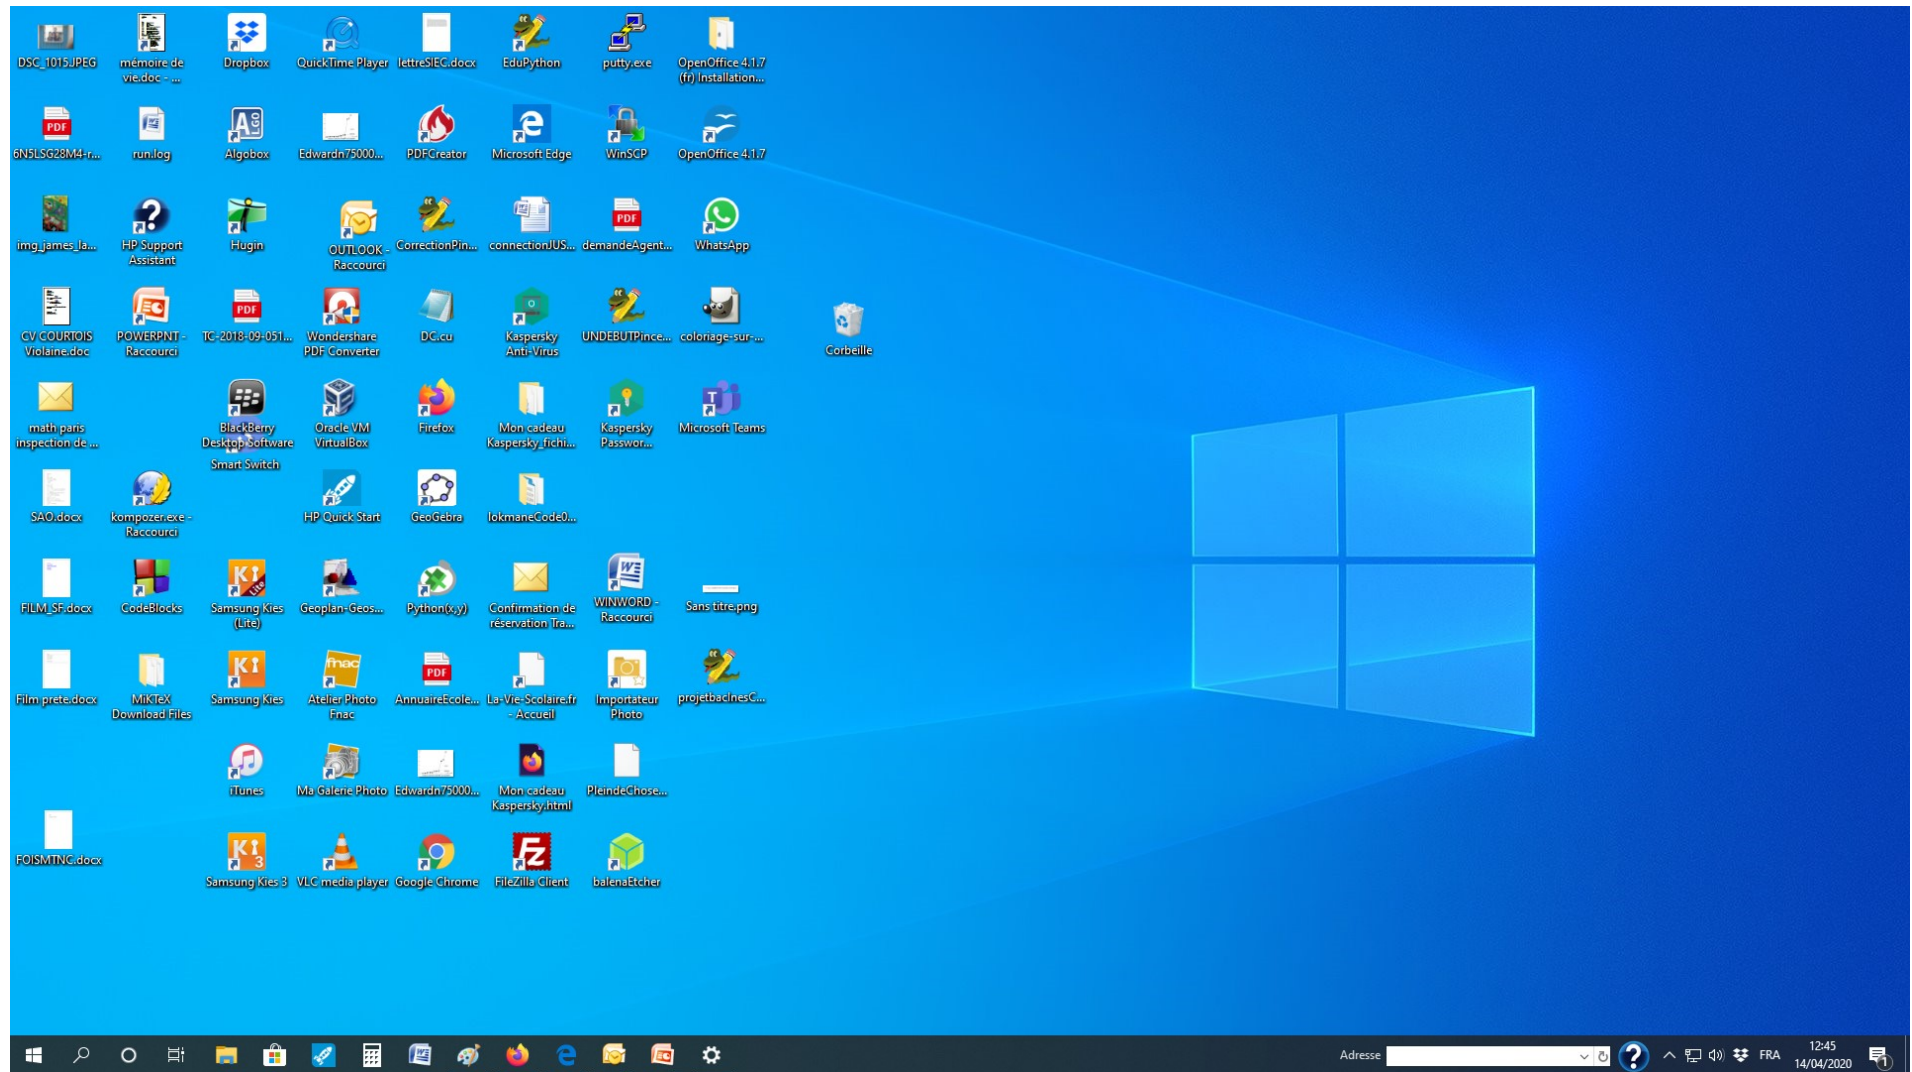 DSC_1015.JPEG
mémoire de
vie.doc - ...
Dropbox
QuickTime Player
lettreSIEC.docx
EduPython
putty.exe
OpenOffice 4.1.7
(fr) Installation...
6N5LSG28M4-r...
run.log
Algobox
Edwardn75000...
PDFCreator
Microsoft Edge
WinSCP
OpenOffice 4.1.7
img_james_la...
HP Support
Assistant
Hugin
OUTLOOK -
Raccourci
CorrectionPin...
connectionJUS...
demandeAgent...
WhatsApp
CV COURTOIS
Violaine.doc
POWERPNT -
Raccourci
TC-2018-09-051...
Wondershare
PDF Converter
DC.cu
Kaspersky
Anti-Virus
UNDEBUTPince...
coloriage-sur-...
Corbeille
math paris
inspection de ...
BlackBerry
Desktop Software
Smart Switch
Oracle VM
VirtualBox
Firefox
Mon cadeau
Kaspersky_fichi...
Kaspersky
Passwor...
Microsoft Teams
SAO.docx
kompozer.exe -
Raccourci
HP Quick Start
GeoGebra
lokmaneCode0...
FILM_SF.docx
CodeBlocks
Samsung Kies
(Lite)
Geoplan-Geos...
Python(x,y)
Confirmation de
réservation Tra...
WINWORD -
Raccourci
Sans titre.png
Film prete.docx
MiKTeX
Download Files
Samsung Kies
Atelier Photo
Fnac
AnnuaireEcole...
La-Vie-Scolaire.fr
- Accueil
Importateur
Photo
projetbacInesC...
iTunes
Ma Galerie Photo
Edwardn75000...
Mon cadeau
Kaspersky.html
PleindeChose...
FOISMTNC.docx
Samsung Kies 3
VLC media player
Google Chrome
FileZilla Client
balenaEtcher
Adresse
FRA
12:45
14/04/2020
1